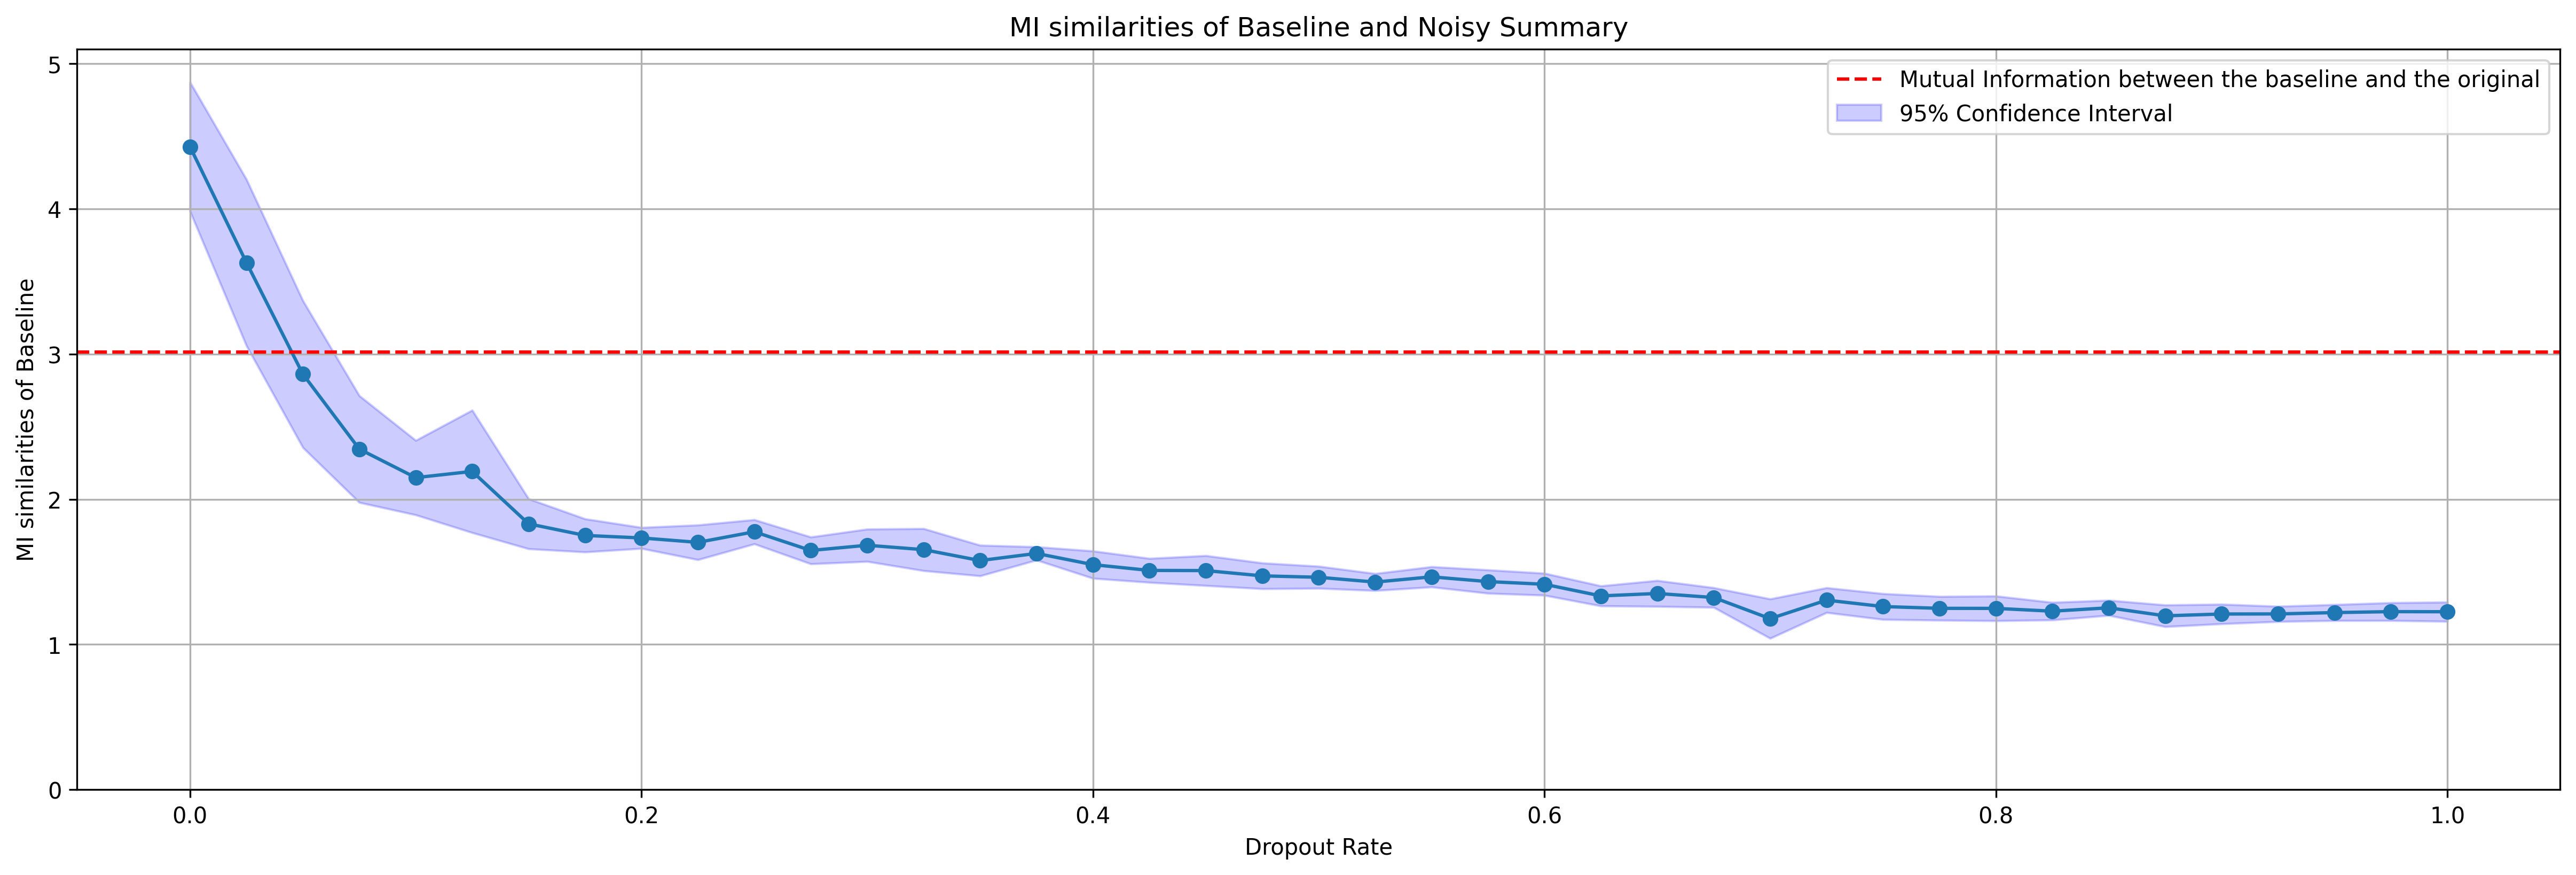 MI similarities of Baseline and Noisy Summary
Mutual Information between the baseline and the original
95% Confidence Interval
MI similarities of Baseline
5
4
3
2
1
0
0.0 0.2 0.4 0.6 0.8 1.0
Dropout Rate